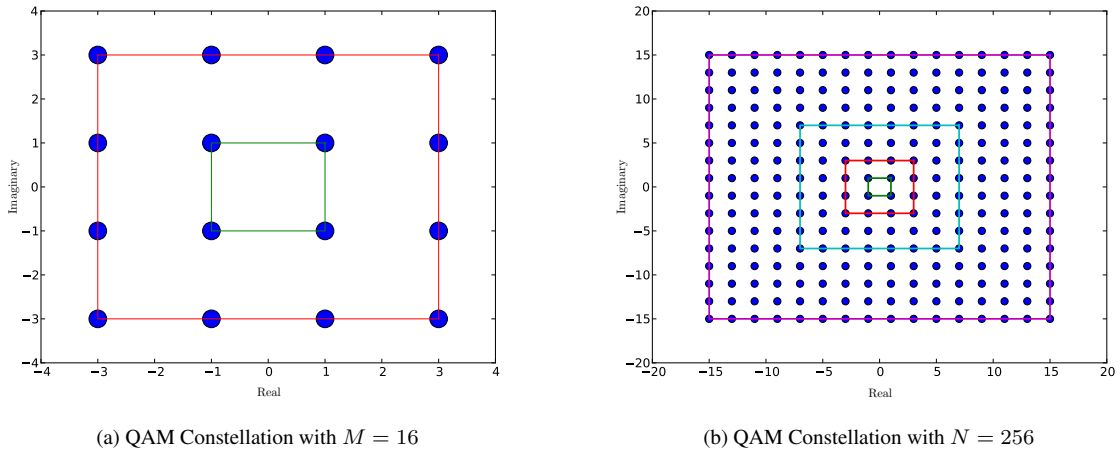 4
3
2
1
0
−1
−2
−3
−4
Imaginary
−4 −3 −2 −1 0 1 2 3 4
Real
(a) QAM Constellation with M = 16
20
15
10
5
0
−5
−10
−15
−20
Imaginary
−20 −15 −10 −5 0 5 10 15 20
Real
(b) QAM Constellation with N = 256